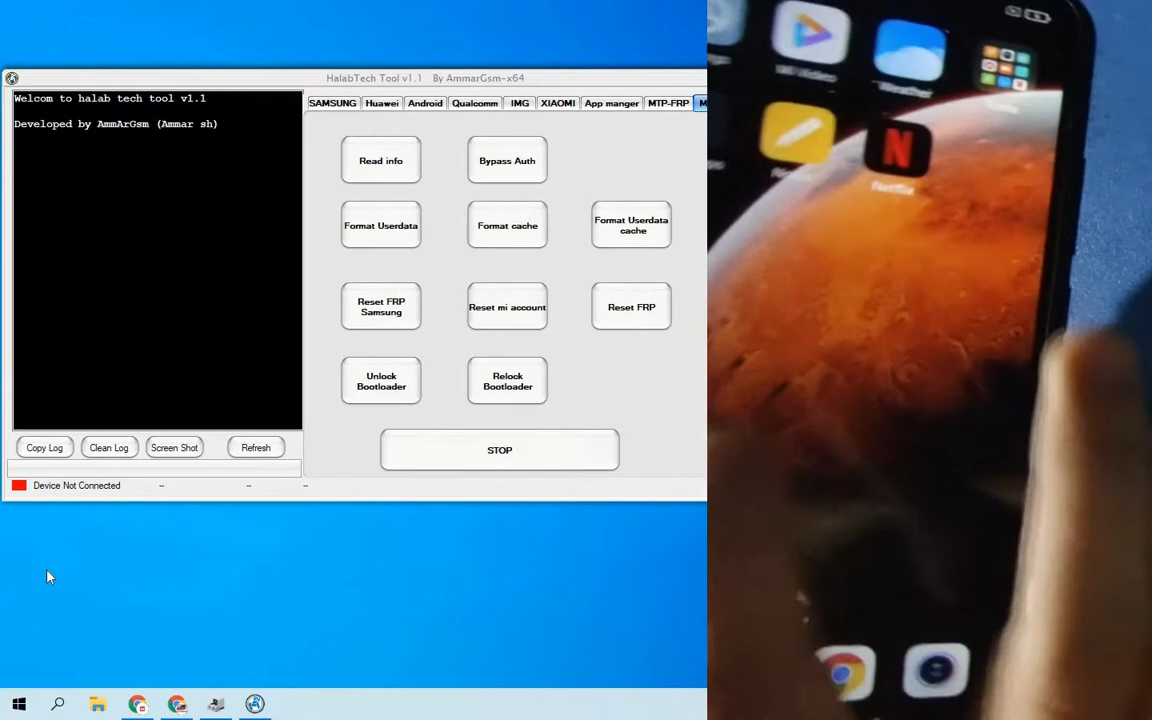 HalabTech Tool v1.1 By AmmarGsm-x64
Welcom to halab tech tool v1.1
Developed by AmmArGsm (Ammar sh)
SAMSUNG Huawei Android Qualcomm IMG XIAOMI App manger MTP-FRP
Read info
Bypass Auth
Format Userdata
Format cache
Format Userdata
cache
Reset FRP
Samsung
Reset mi account
Reset FRP
Unlock
Bootloader
Relock
Bootloader
STOP
Copy Log
Clean Log
Screen Shot
Refresh
Device Not Connected -- -- --
Weather
Netflix
N